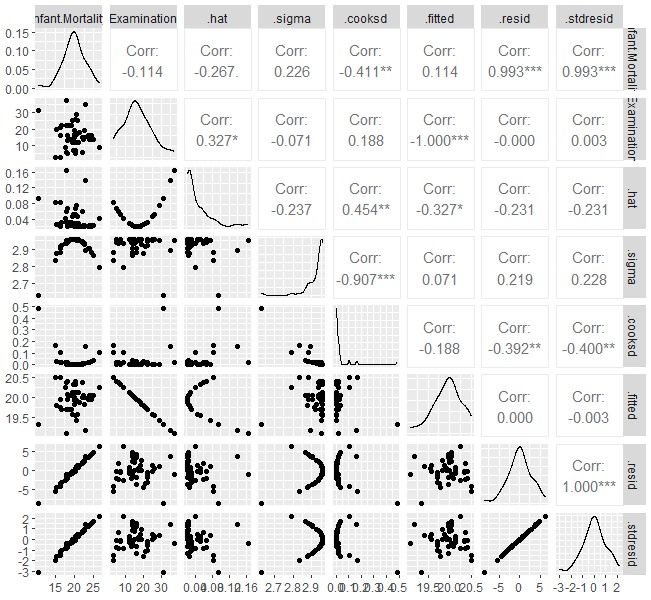 nfant.Mortalit Examination .hat .sigma .cooksd .fitted .resid .stdresid
0.15
0.10
0.05
0.00
Corr:
-0.114
Corr:
-0.267.
Corr:
0.226
Corr:
-0.411**
Corr:
0.114
Corr:
0.993***
Corr:
0.993***
nfant.Mortali
30
20
10
Corr:
0.327*
Corr:
-0.071
Corr:
0.188
Corr:
-1.000***
Corr:
-0.000
Corr:
0.003
Examination
0.16
0.12
0.08
0.04
Corr:
-0.237
Corr:
0.454**
Corr:
-0.327*
Corr:
-0.231
Corr:
-0.231
.hat
2.9
2.8
2.7
Corr:
-0.907***
Corr:
0.071
Corr:
0.219
Corr:
0.228
.sigma
0.5
0.4
0.3
0.2
0.1
0.0
Corr:
-0.188
Corr:
-0.392**
Corr:
-0.400**
.cooksd
20.5
20.0
19.5
Corr:
0.000
Corr:
-0.003
.fitted
5
0
-5
Corr:
1.000***
.resid
2
1
0
-1
-2
-3
.stdresid
15 20 25
10 20 30
0.16
2.7 2.8 2.9
19.5 20.0 20.5
-5 0 5
-3 -2 -1 0 1 2